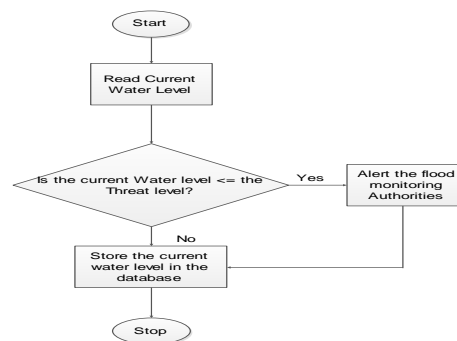 Start
Read Current
Water Level
Is the current Water level <= the
Threat level?
Yes
Alert the flood
monitoring
Authorities
No
Store the current
water level in the
database
Stop